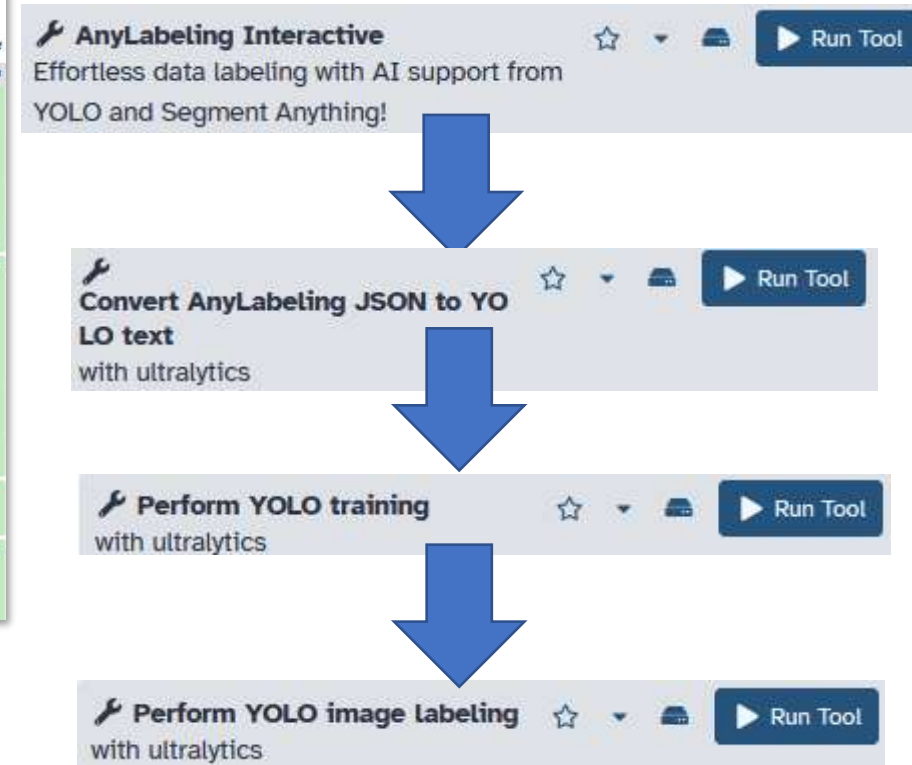 AnyLabeling Interactive
Run Tool
Effortless data labeling with AI support from
YOLO and Segment Anything!
Convert AnyLabeling JSON to YO
LO text
Run Tool
with ultralytics
Perform YOLO training
Run Tool
with ultralytics
Perform YOLO image labeling
Run Tool
with ultralytics